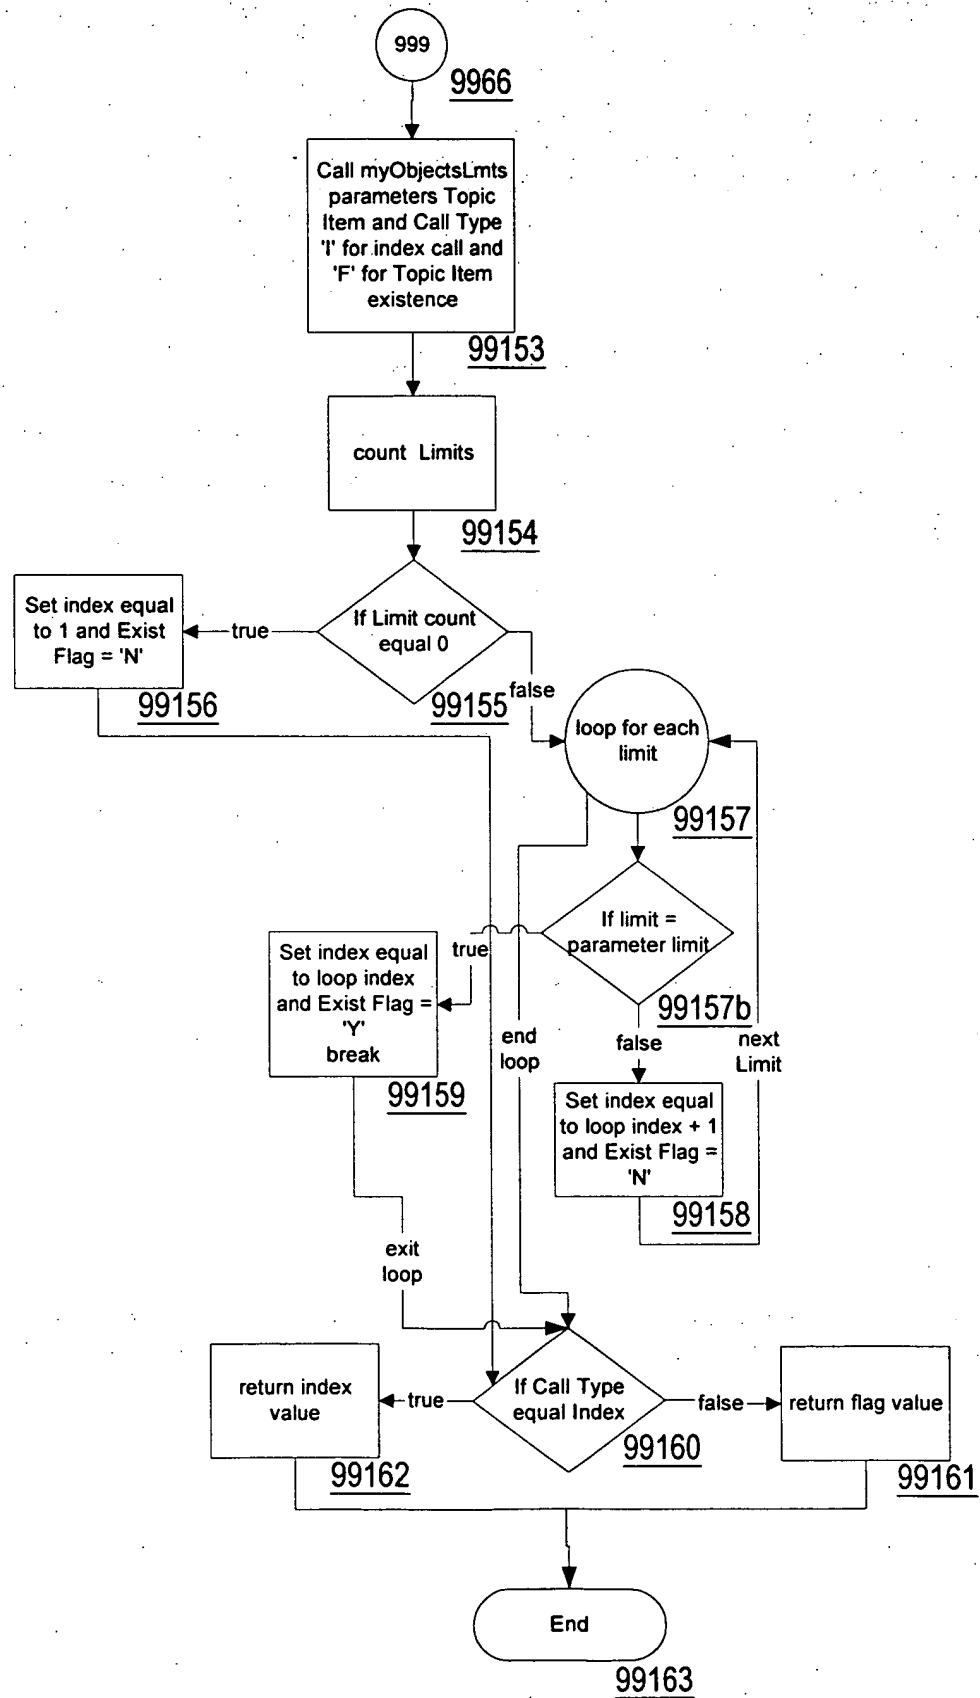 999
9966
Call myObjectsLmts
parameters Topic
Item and Call Type
'I' for index call and
'F' for Topic Item
existence
99153
count Limits
99154
If Limit count
equal 0
99155
true
Set index equal
to 1 and Exist
Flag = 'N'
99156
false
loop for each
limit
99157
If limit =
parameter limit
99157b
true
Set index equal
to loop index
and Exist Flag =
'Y'
break
99159
end
loop
false
next
Limit
Set index equal
to loop index + 1
and Exist Flag =
'N'
99158
exit
loop
If Call Type
equal Index
99160
true
return index
value
99162
false
return flag value
99161
End
99163